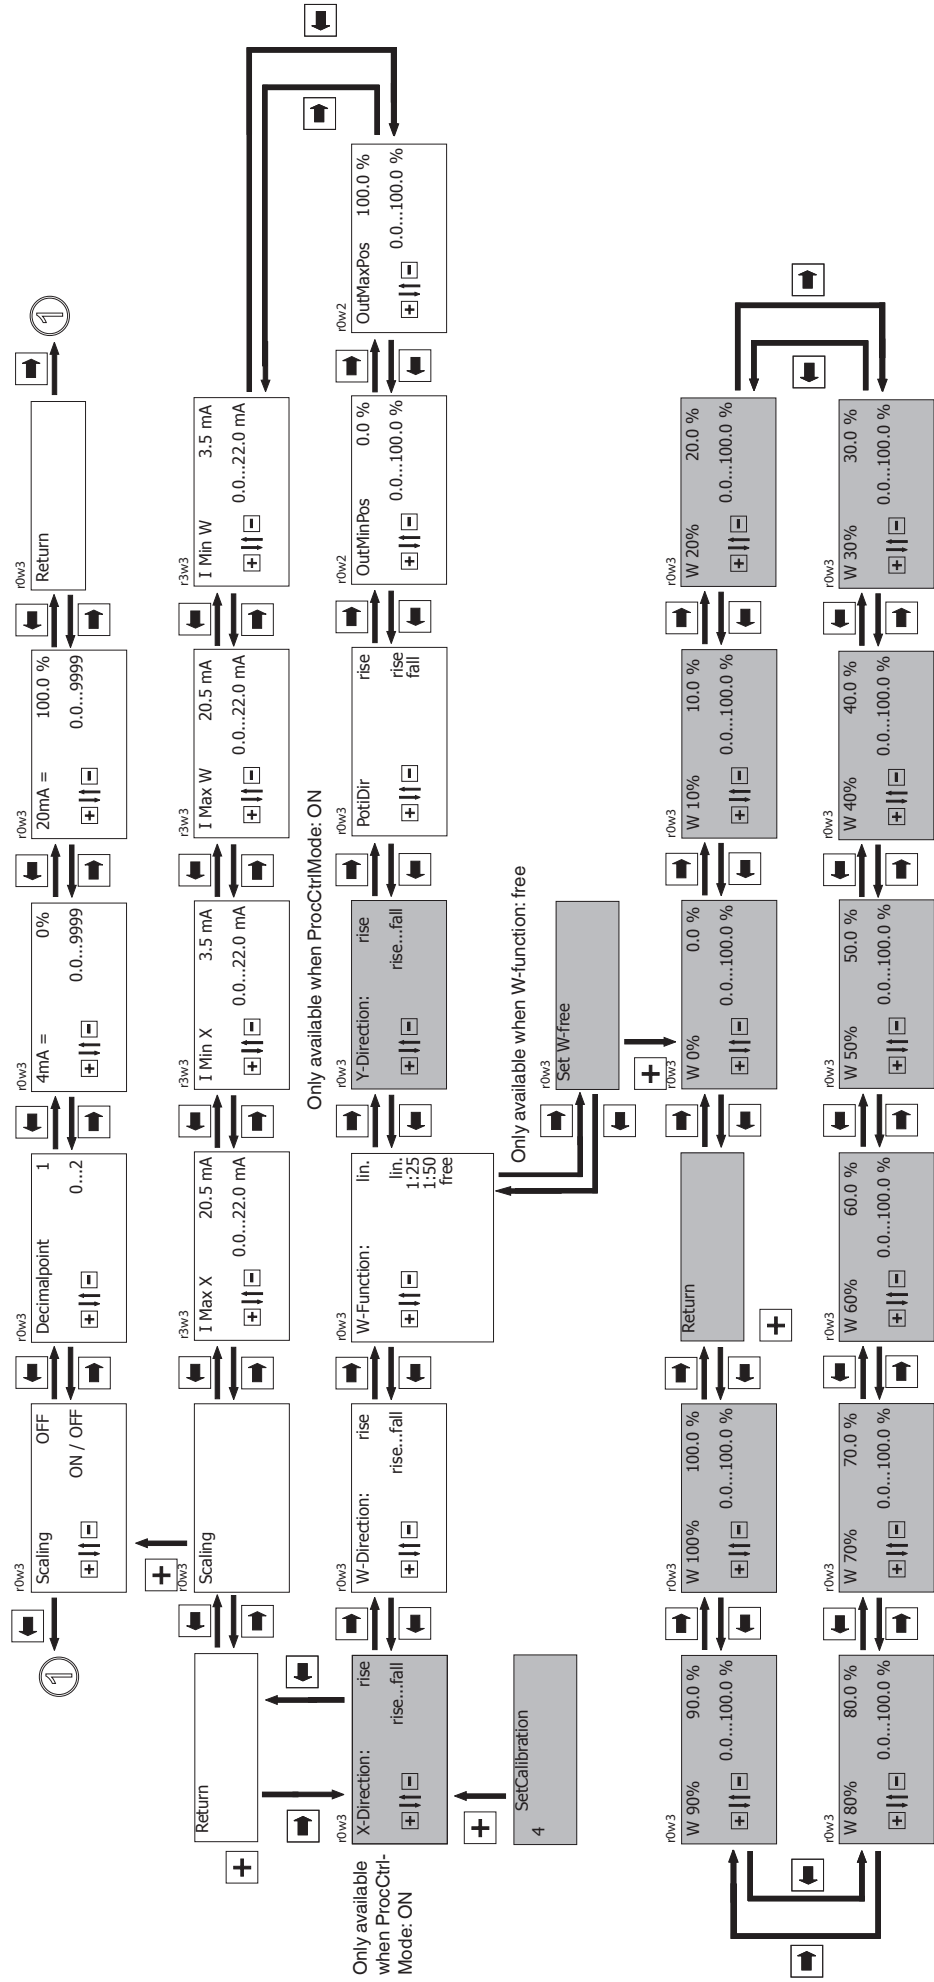 1
r0w3
Scaling OFF
+ - ON / OFF
r0w3
Decimalpoint 1
+ - 0...2
r0w3
4mA = 0%
+ - 0.0...9999
r0w3
20mA = 100.0 %
+ - 0.0...9999
r0w3
Return
1
+
Return
+
r0w3
Scaling
r3w3
I Max X 20.5 mA
+ - 0.0...22.0 mA
r3w3
I Min X 3.5 mA
+ - 0.0...22.0 mA
r3w3
I Max W 20.5 mA
+ - 0.0...22.0 mA
r3w3
I Min W 3.5 mA
+ - 0.0...22.0 mA
Only available
when ProcCtrl-
Mode: ON
r0w3
X-Direction: rise
+ - rise...fall
r0w3
W-Direction: rise
+ - rise...fall
r0w3
W-Function: lin.
+ - lin.
1:25
1:50
free
Only available when ProcCtrlMode: ON
r0w3
Y-Direction: rise
+ - rise...fall
r0w3
PotiDir rise
+ - rise
fall
r0w2
OutMinPos 0.0 %
+ - 0.0...100.0 %
r0w2
OutMaxPos 100.0 %
+ - 0.0...100.0 %
+
SetCalibration
4
Only available when W-function: free
r0w3
Set W-free
+
r0w3
W 90% 90.0 %
+ - 0.0...100.0 %
r0w3
W 100% 100.0 %
+ - 0.0...100.0 %
Return
+
r0w3
W 0% 0.0 %
+ - 0.0...100.0 %
r0w3
W 10% 10.0 %
+ - 0.0...100.0 %
r0w3
W 20% 20.0 %
+ - 0.0...100.0 %
r0w3
W 80% 80.0 %
+ - 0.0...100.0 %
r0w3
W 70% 70.0 %
+ - 0.0...100.0 %
r0w3
W 60% 60.0 %
+ - 0.0...100.0 %
r0w3
W 50% 50.0 %
+ - 0.0...100.0 %
r0w3
W 40% 40.0 %
+ - 0.0...100.0 %
r0w3
W 30% 30.0 %
+ - 0.0...100.0 %